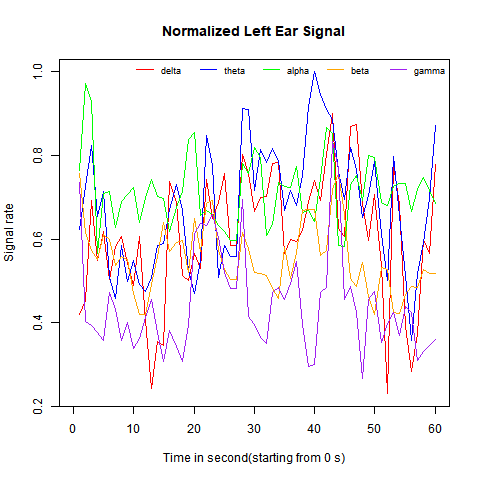 Normalized Left Ear Signal
delta theta alpha beta gamma
1.0
0.8
0.6
0.4
0.2
Signal rate
0 10 20 30 40 50 60
Time in second(starting from 0 s)